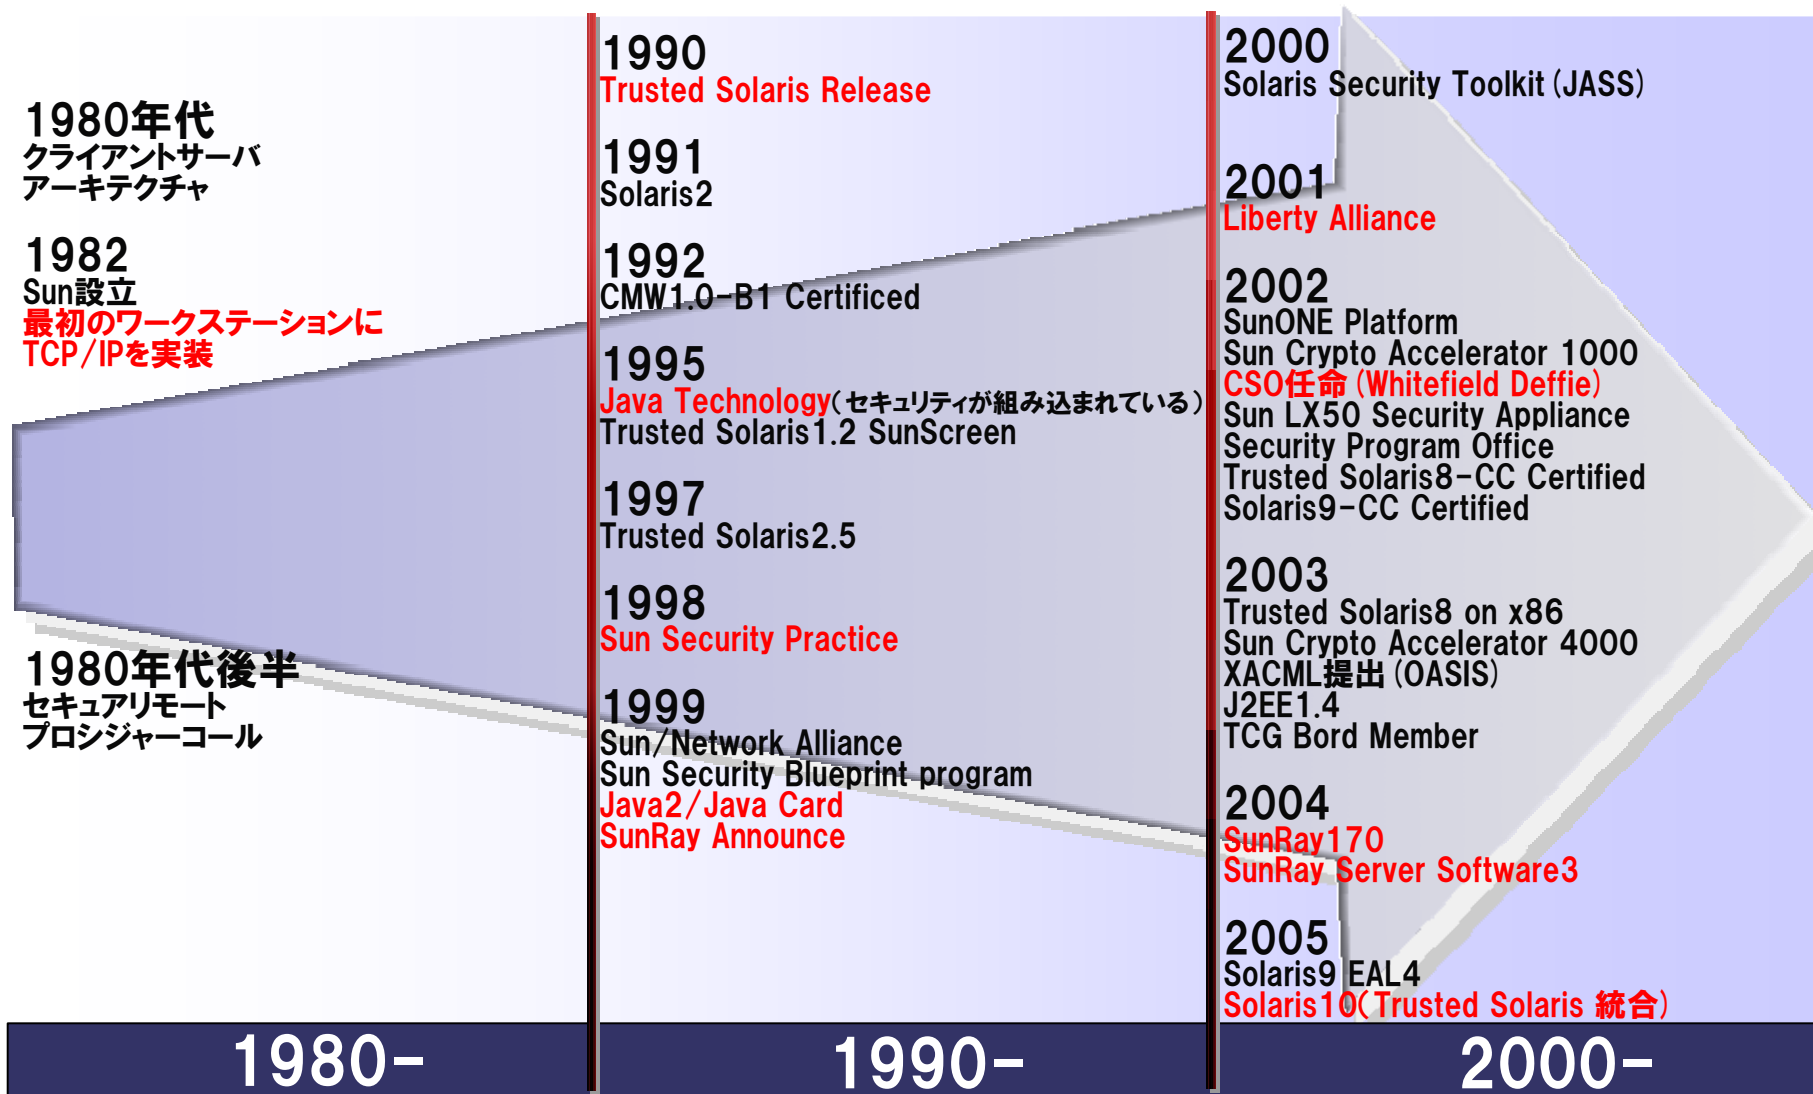 1980年代
クライアントサーバ
アーキテクチャ
1982
Sun設立
最初のワークステーションに
TCP/IPを実装
1980年代後半
セキュアリモート
プロシジャーコール
1990
Trusted Solaris Release
1991
Solaris2
1992
CMW1.0-B1 Certificed
1995
Java Technology(セキュリティが組み込まれている)
Trusted Solaris1.2 SunScreen
1997
Trusted Solaris2.5
1998
Sun Security Practice
1999
Sun/Network Alliance
Sun Security Blueprint program
Java2/Java Card
SunRay Announce
2000
Solaris Security Toolkit (JASS)
2001
Liberty Alliance
2002
SunONE Platform
Sun Crypto Accelerator 1000
CSO任命 (Whitefield Deffie)
Sun LX50 Security Appliance
Security Program Office
Trusted Solaris8-CC Certified
Solaris9-CC Certified
2003
Trusted Solaris8 on x86
Sun Crypto Accelerator 4000
XACML提出 (OASIS)
J2EE1.4
TCG Bord Member
2004
SunRay170
SunRay Server Software3
2005
Solaris9 EAL4
Solaris10(Trusted Solaris 統合)
1980-
1990-
2000-